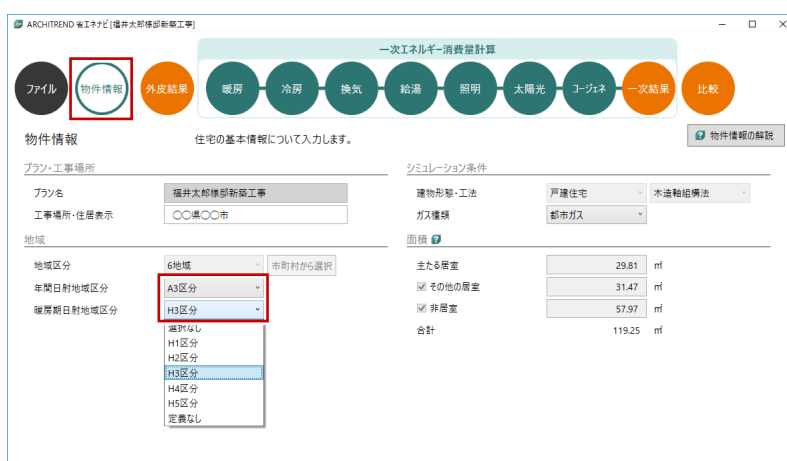 ARCHITREND 省エネナビ [福井太郎様邸新築工事]
一次エネルギー消費量計算
ファイル 物件情報 外皮結果 暖房 冷房 換気 給湯 照明 太陽光 コージェネ 一次結果 比較
物件情報 住宅の基本情報について入力します。 物件情報の解説
プラン・工事場所
プラン名 福井太郎様邸新築工事
工事場所・住居表示 〇〇県〇〇市
地域
地域区分 6地域 市町村から選択
年間日射地域区分 A3区分
暖房期日射地域区分 H3区分
選択なし
H1区分
H2区分
H3区分
H4区分
H5区分
定義なし
シミュレーション条件
建物形態・工法 戸建住宅 木造軸組構法
ガス種類 都市ガス
面積
主たる居室 29.81 ㎡
その他の居室 31.47 ㎡
非居室 57.97 ㎡
合計 119.25 ㎡